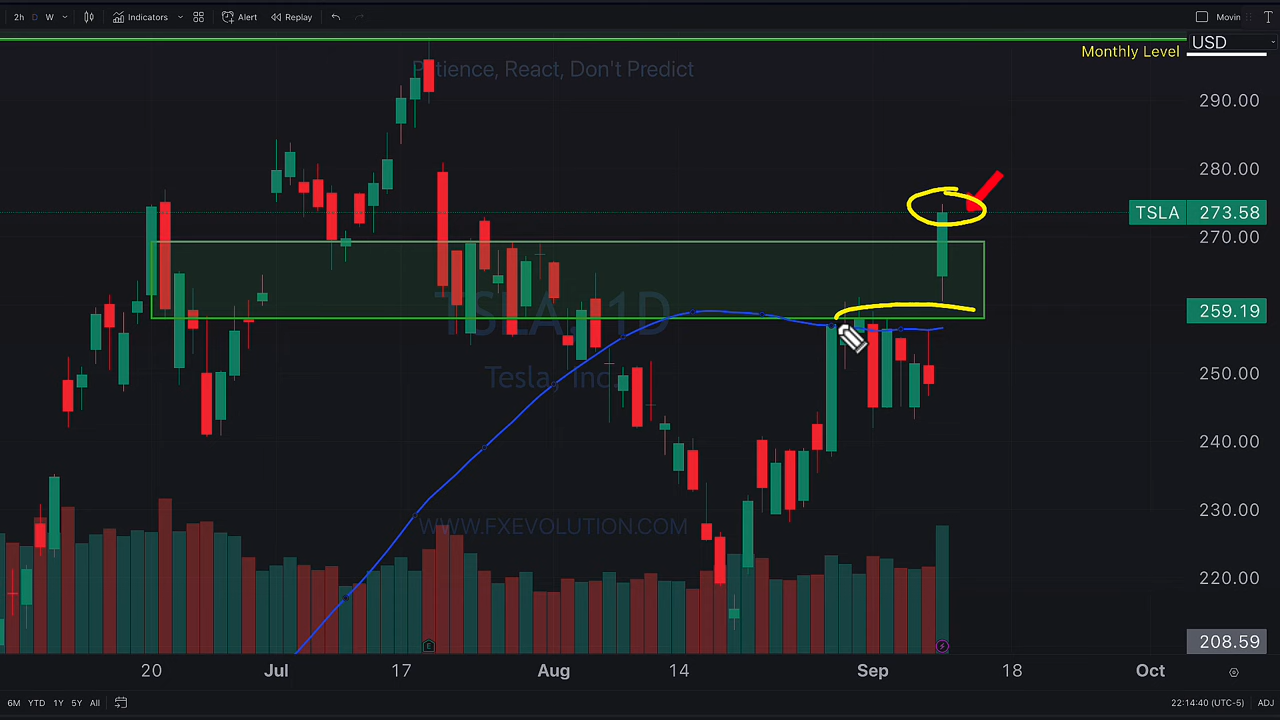 2h D W Indicators Alert Replay Movin T
USD
Monthly Level
Patience, React, Don't Predict
290.00
280.00
TSLA 273.58
270.00
259.19
TSLA, 1D
250.00
Tesla, Inc.
240.00
230.00
WWW.FXEVOLUTION.COM
220.00
208.59
E
20 Jul 17 Aug 14 Sep 18 Oct
6M YTD 1Y 5Y All 22:14:40 (UTC-5) ADJ